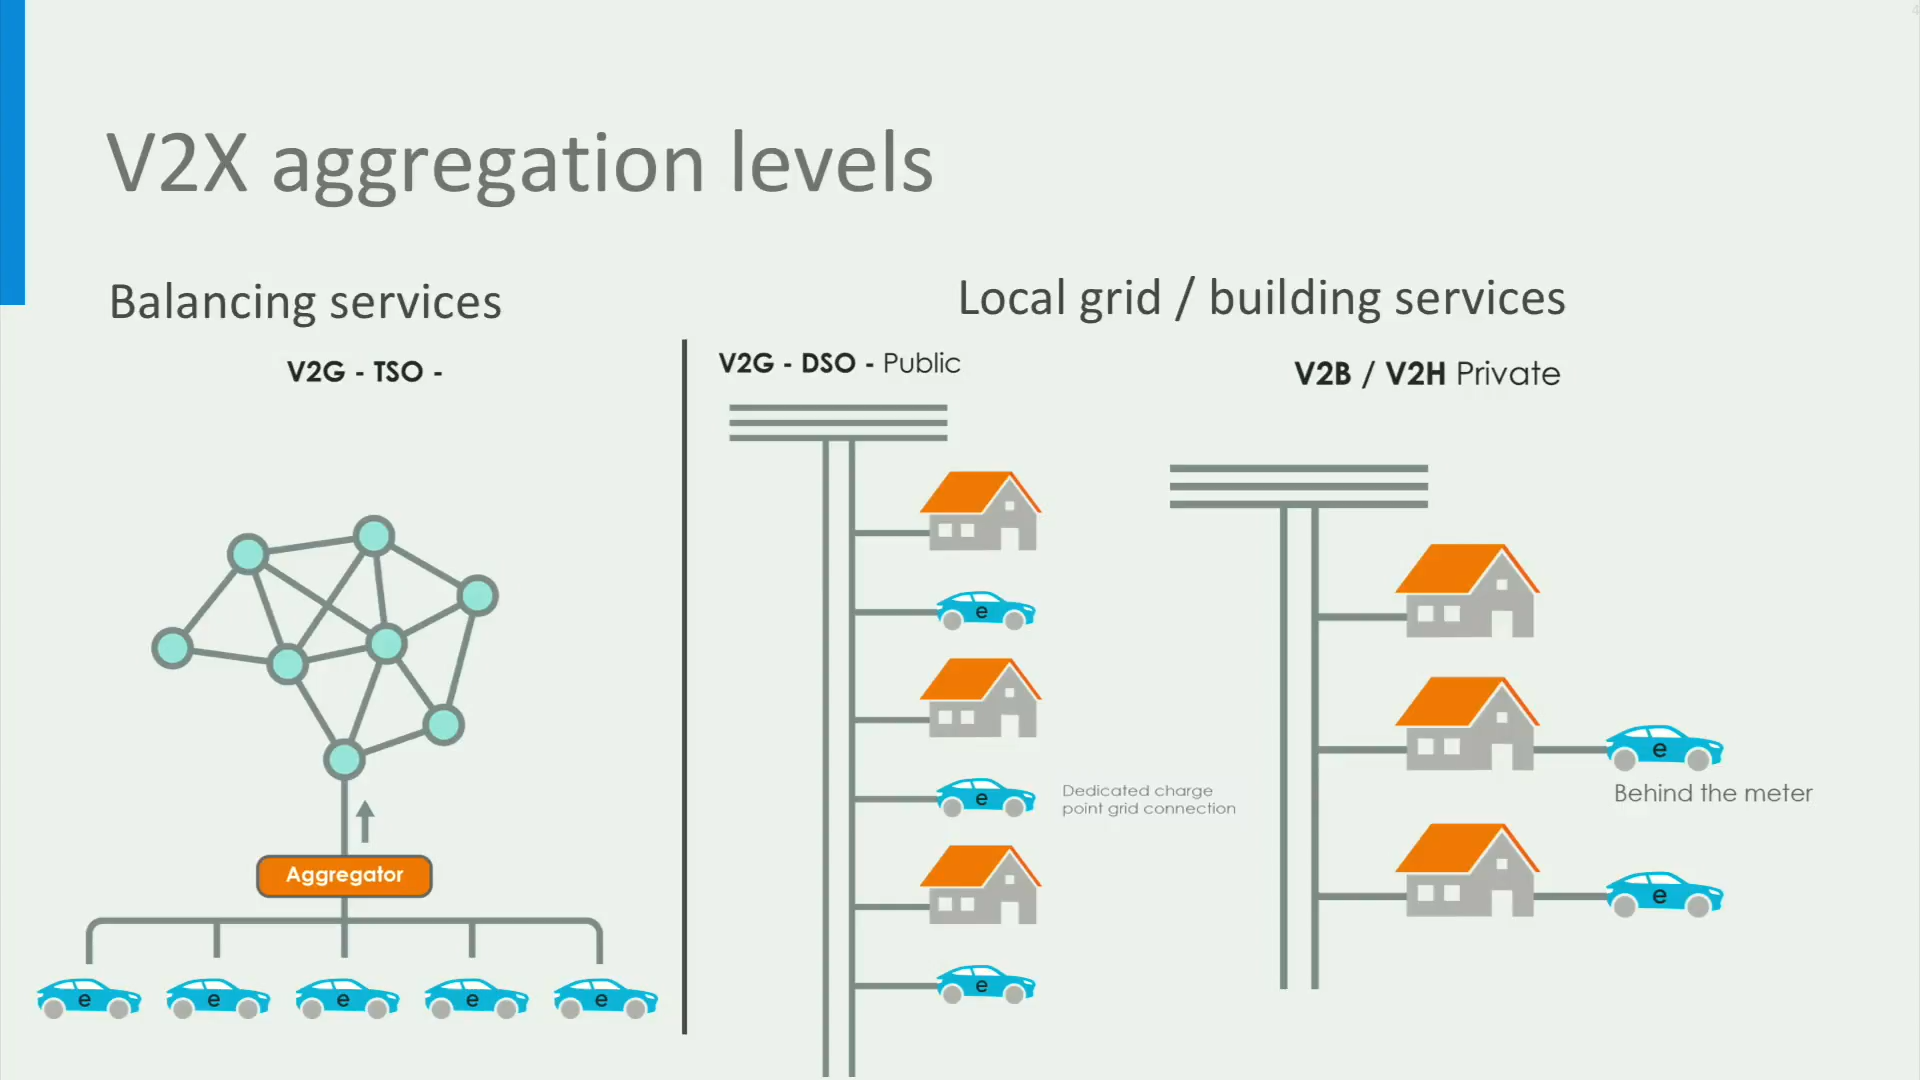 4
V2X aggregation levels
Balancing services
Local grid / building services
V2G - TSO -
V2G - DSO - Public
V2B / V2H Private
e
e
Dedicated charge
point grid connection
e
Behind the meter
Aggregator
e
e
e e e e e